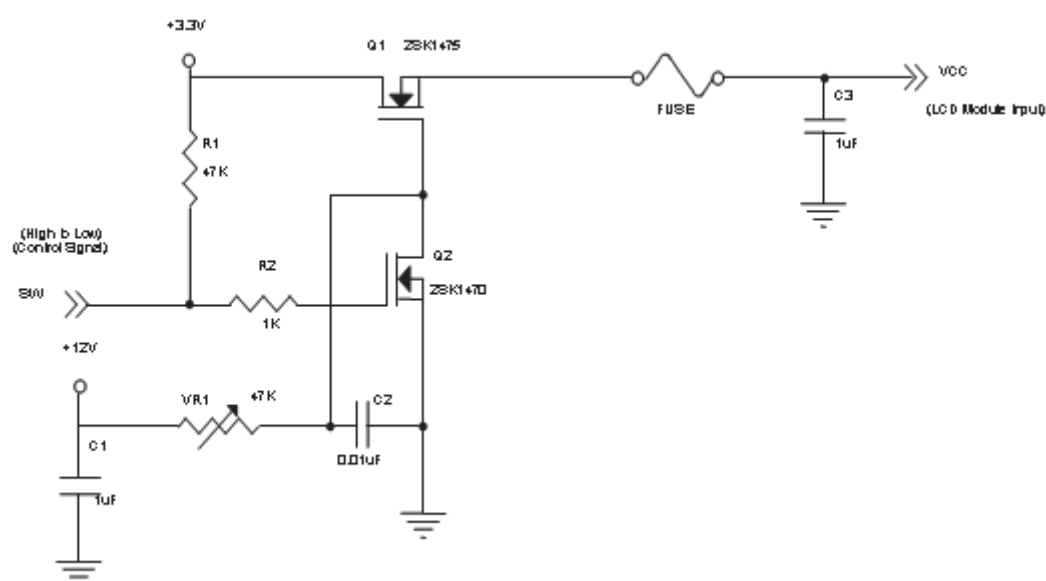 +3.3V
Q1 2SK1475
VCC
FUSE
C3
(LCD Module Input)
R1
1uF
47K
(High to Low)
(Control Signal)
Q2
R2
SW
2SK1470
1K
+12V
VR1
47K
C2
C1
0.01uF
1uF